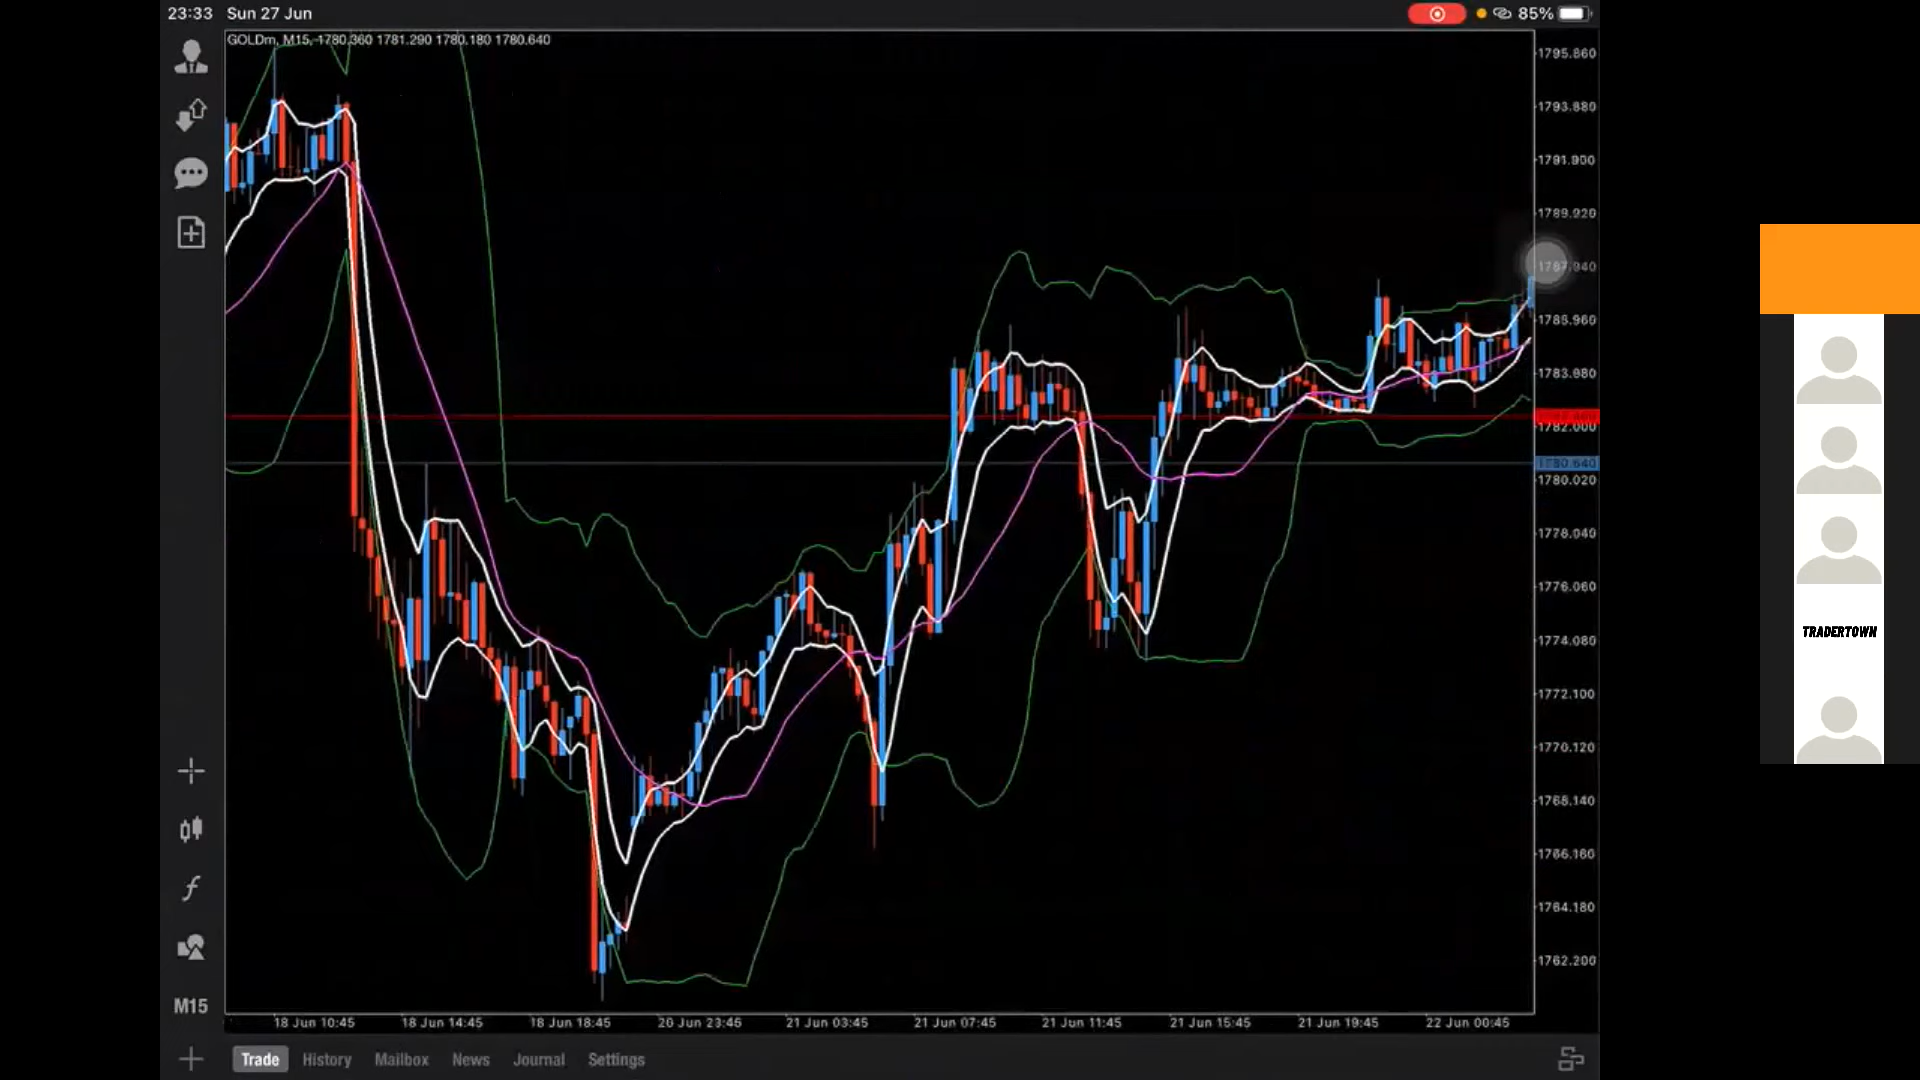 23:33 Sun 27 Jun
85%
GOLDm, M15, 1780.360 1781.290 1780.180 1780.640
1795.860
1793.880
1791.900
1789.920
1785.960
1783.980
1782.000
1780.640
1780.020
1778.040
1776.060
1774.080
1772.100
1770.120
1768.140
1766.160
1764.180
1762.200
18 Jun 10:45
18 Jun 14:45
18 Jun 18:45
20 Jun 23:45
21 Jun 03:45
21 Jun 07:45
21 Jun 11:45
21 Jun 15:45
21 Jun 19:45
22 Jun 00:45
M15
Trade
History
Mailbox
News
Journal
Settings
TRADERTOWN